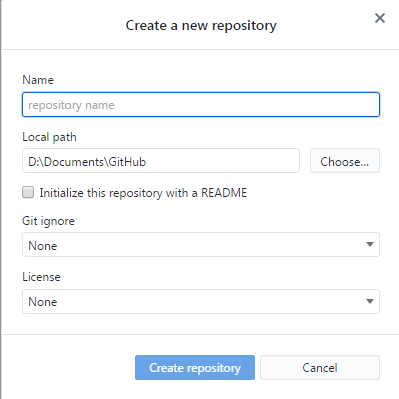 Create a new repository
Name
repository name
Local path
D:\Documents\GitHub
Choose...
Initialize this repository with a README
Git ignore
None
License
None
Create repository
Cancel